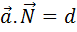 a⃗.N⃗ = d